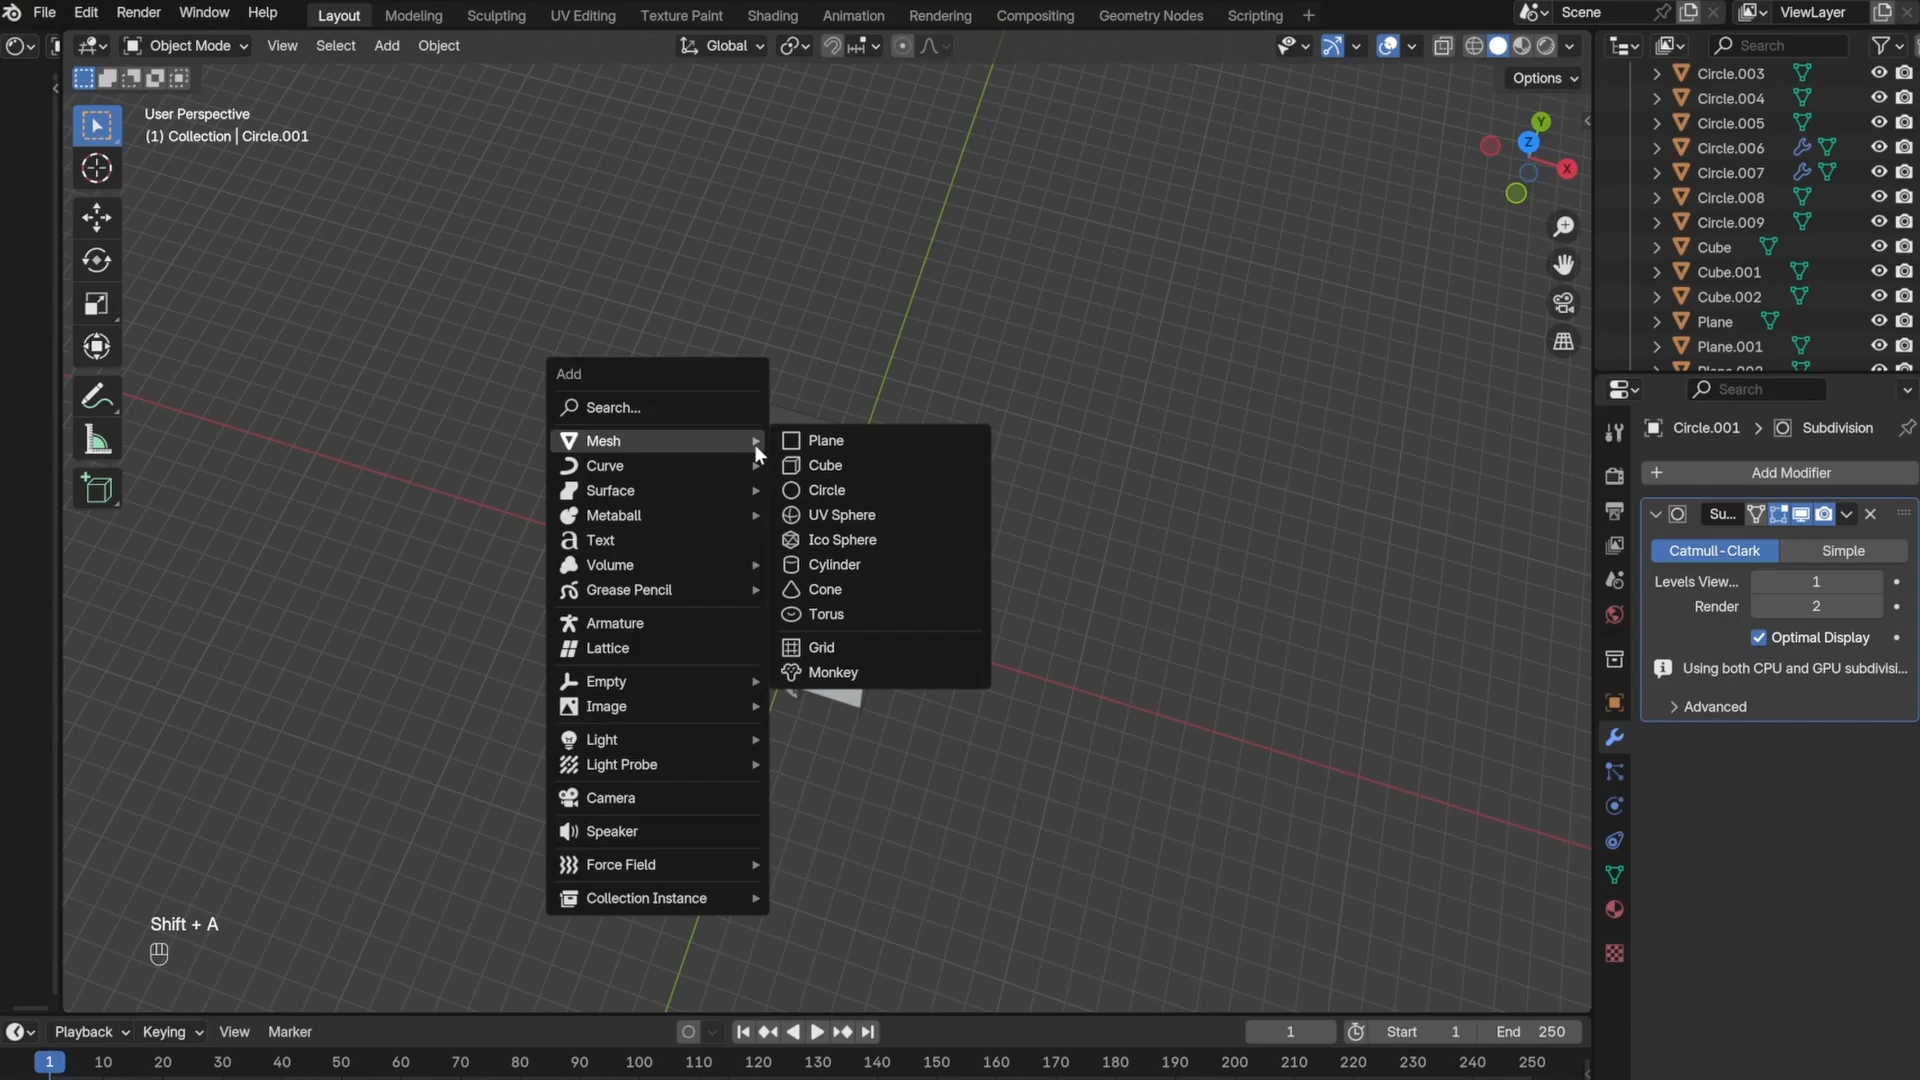 File Edit Render Window Help Layout Modeling Sculpting UV Editing Texture Paint Shading Animation Rendering Compositing Geometry Nodes Scripting + Scene ViewLayer
Object Mode View Select Add Object Global Search
Options
User Perspective
(1) Collection | Circle.001
Y
Z
X
Circle.003
Circle.004
Circle.005
Circle.006
Circle.007
Circle.008
Circle.009
Cube
Cube.001
Cube.002
Plane
Plane.001
Search
Circle.001 > Subdivision
+ Add Modifier
Su...
Catmull-Clark Simple
Levels View... 1
Render 2
Optimal Display
Using both CPU and GPU subdivisi...
Advanced
Add
Search...
Mesh
Curve
Surface
Metaball
Text
Volume
Grease Pencil
Armature
Lattice
Empty
Image
Light
Light Probe
Camera
Speaker
Force Field
Collection Instance
Plane
Cube
Circle
UV Sphere
Ico Sphere
Cylinder
Cone
Torus
Grid
Monkey
Shift + A
Playback Keying View Marker 1 Start 1 End 250
1 10 20 30 40 50 60 70 80 90 100 110 120 130 140 150 160 170 180 190 200 210 220 230 240 250